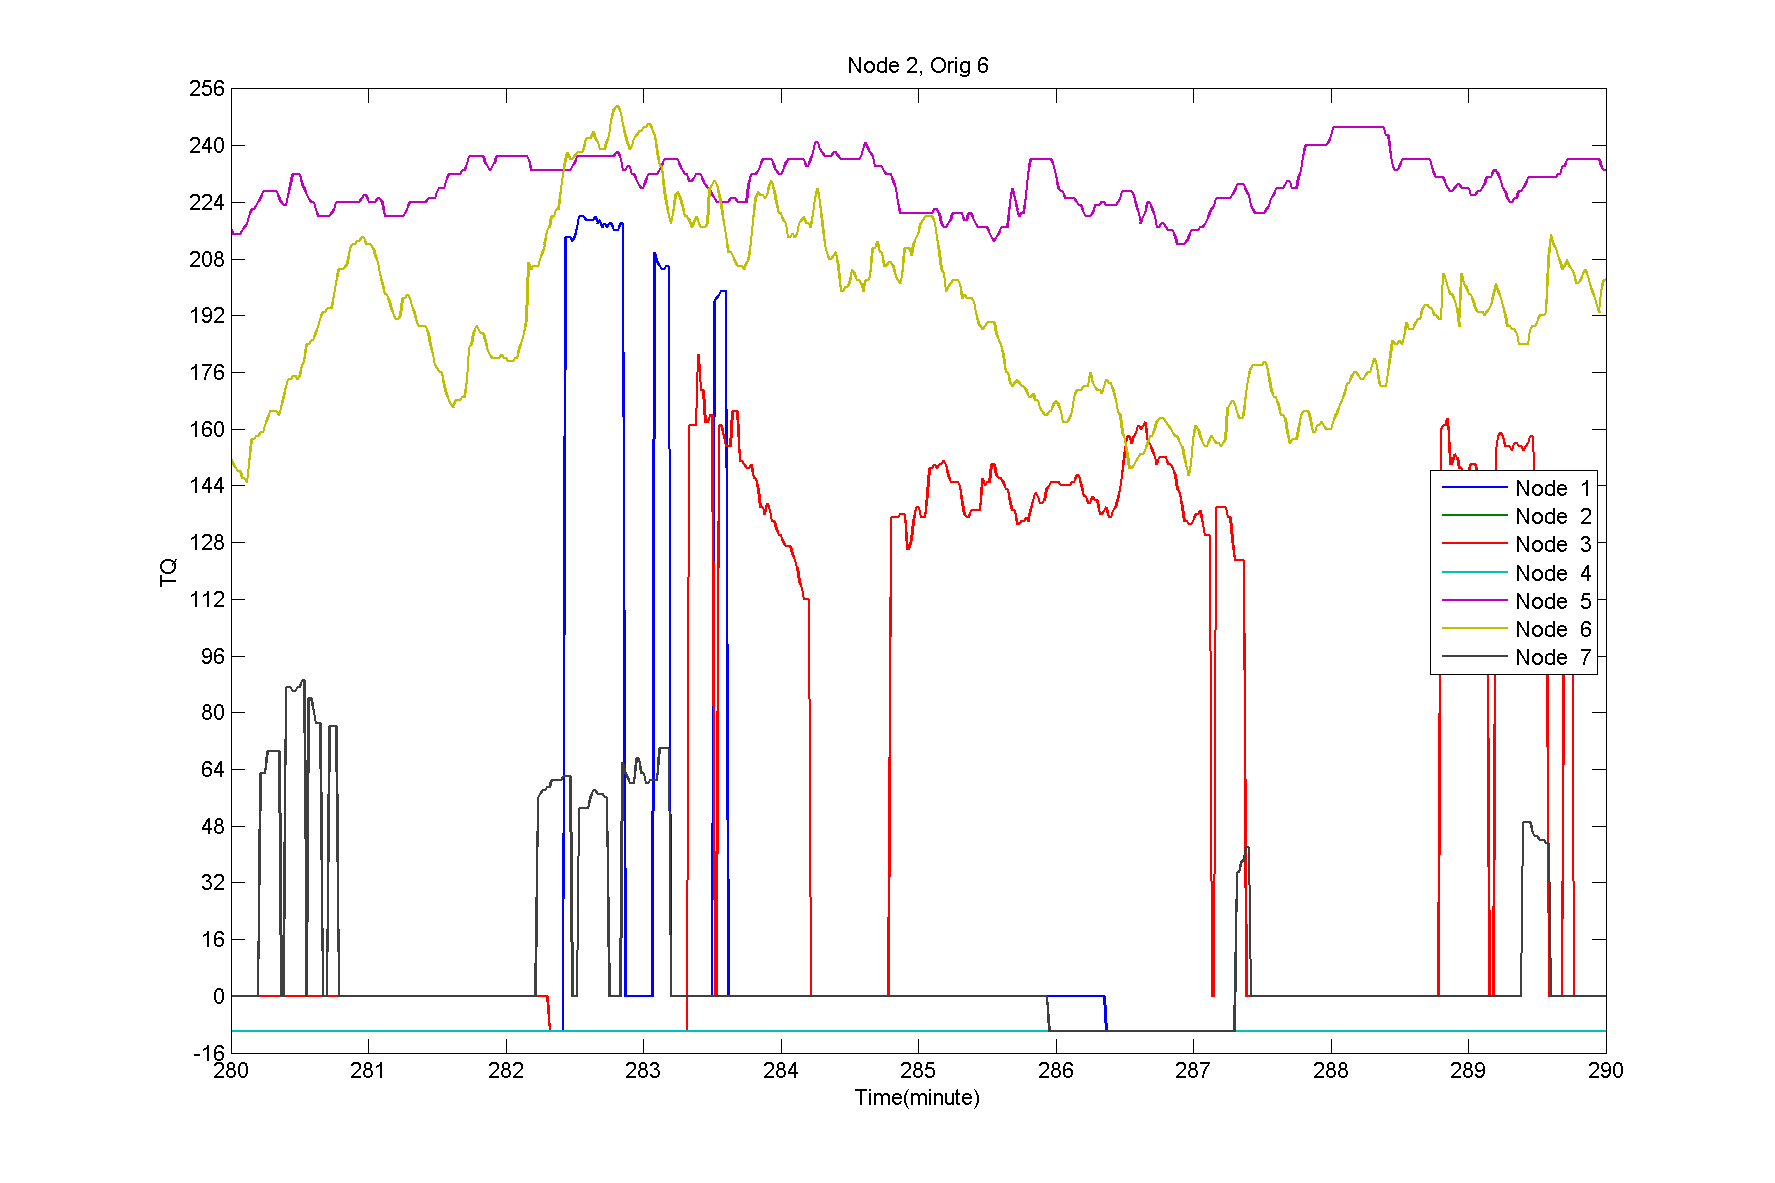 Node 2, Orig 6
256
240
224
208
192
176
160
144
128
112
96
80
64
48
32
16
0
-16
TQ
Node 1
Node 2
Node 3
Node 4
Node 5
Node 6
Node 7
280 281 282 283 284 285 286 287 288 289 290
Time(minute)